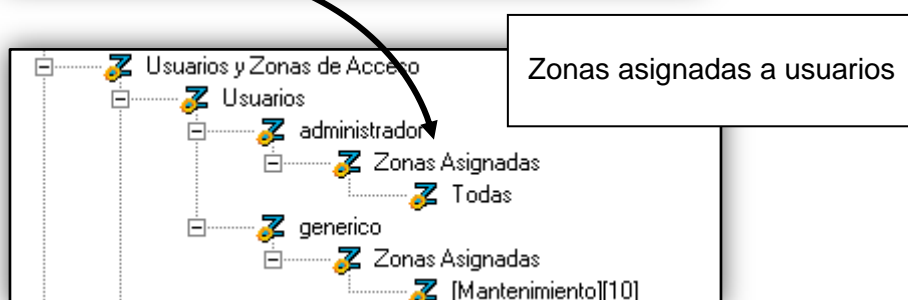 Usuarios y Zonas de Acceso
Zonas asignadas a usuarios
Usuarios
administrador
Zonas Asignadas
Todas
generico
Zonas Asignadas
[Mantenimiento][10]